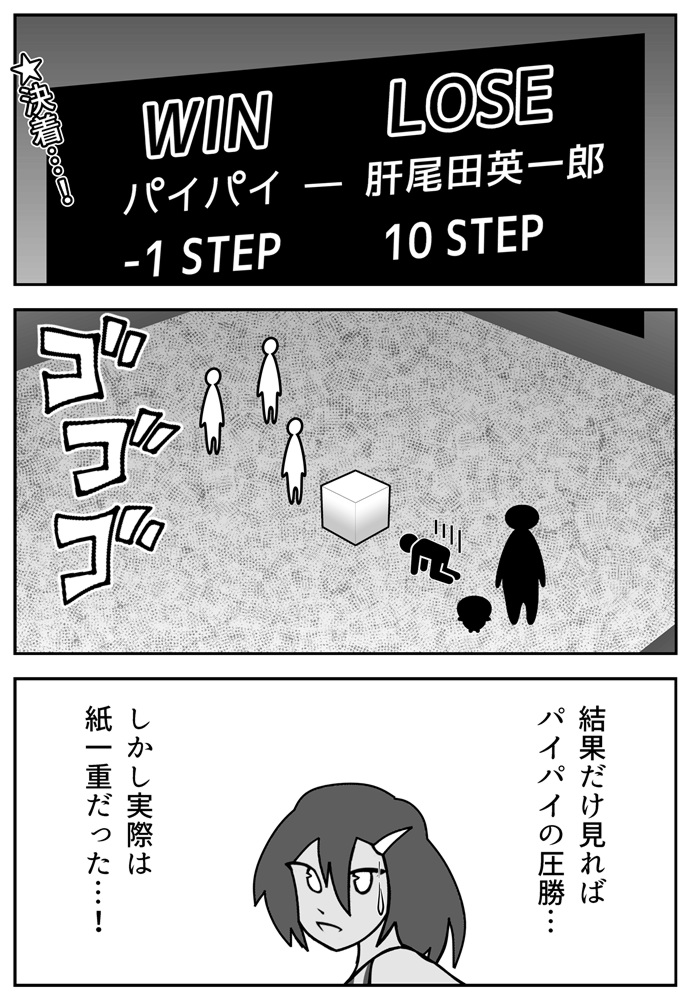 ★決着…!
WIN LOSE
パイパイ ― 肝尾田英一郎
-1 STEP 10 STEP
ゴゴゴ
結果だけ見れば
パイパイの圧勝…
しかし実際は
紙一重だった…!